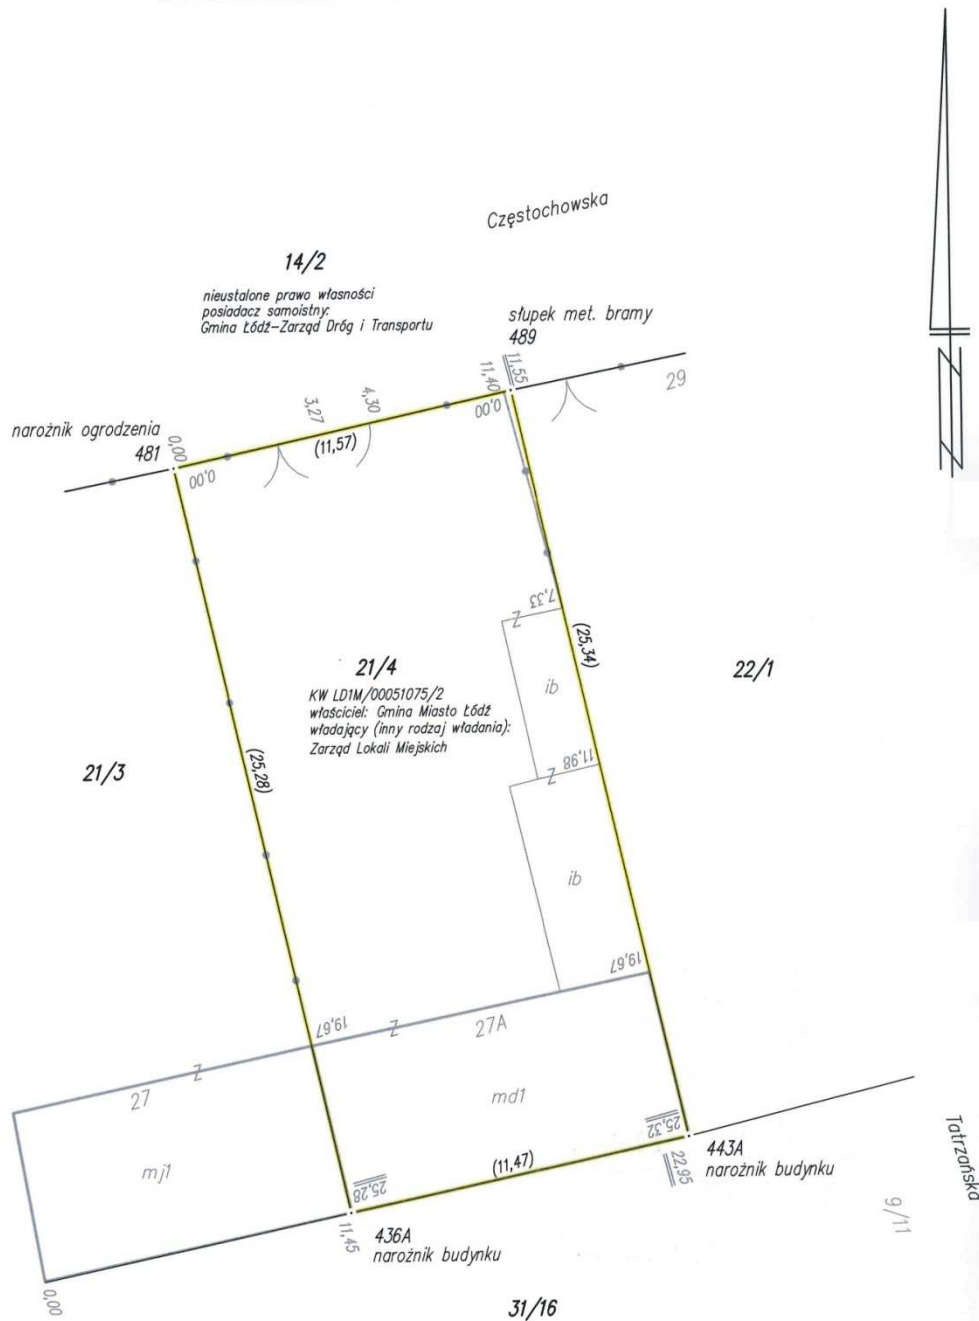 Częstochowska
14/2
nieustalone prawo własności
posiadacz samoistny:
Gmina Łódź-Zarząd Dróg i Transportu
słupek met. bramy
489
11,55
11,40
0,00
29
3,27
4,30
(11,57)
narożnik ogrodzenia
481
0,00
0,00
7,33
Z
(25,34)
ib
21/4
KW LD1M/00051075/2
właściciel: Gmina Miasto Łódź
władający (inny rodzaj władania):
Zarząd Lokali Miejskich
22/1
21/3
(25,28)
11,98
Z
ib
19,67
19,67
Z
27A
Z
27
md1
mj1
25,32
(11,47)
443A
narożnik budynku
22,95
Tatrzańska
25,28
11,45
436A
narożnik budynku
9/11
0,00
31/16